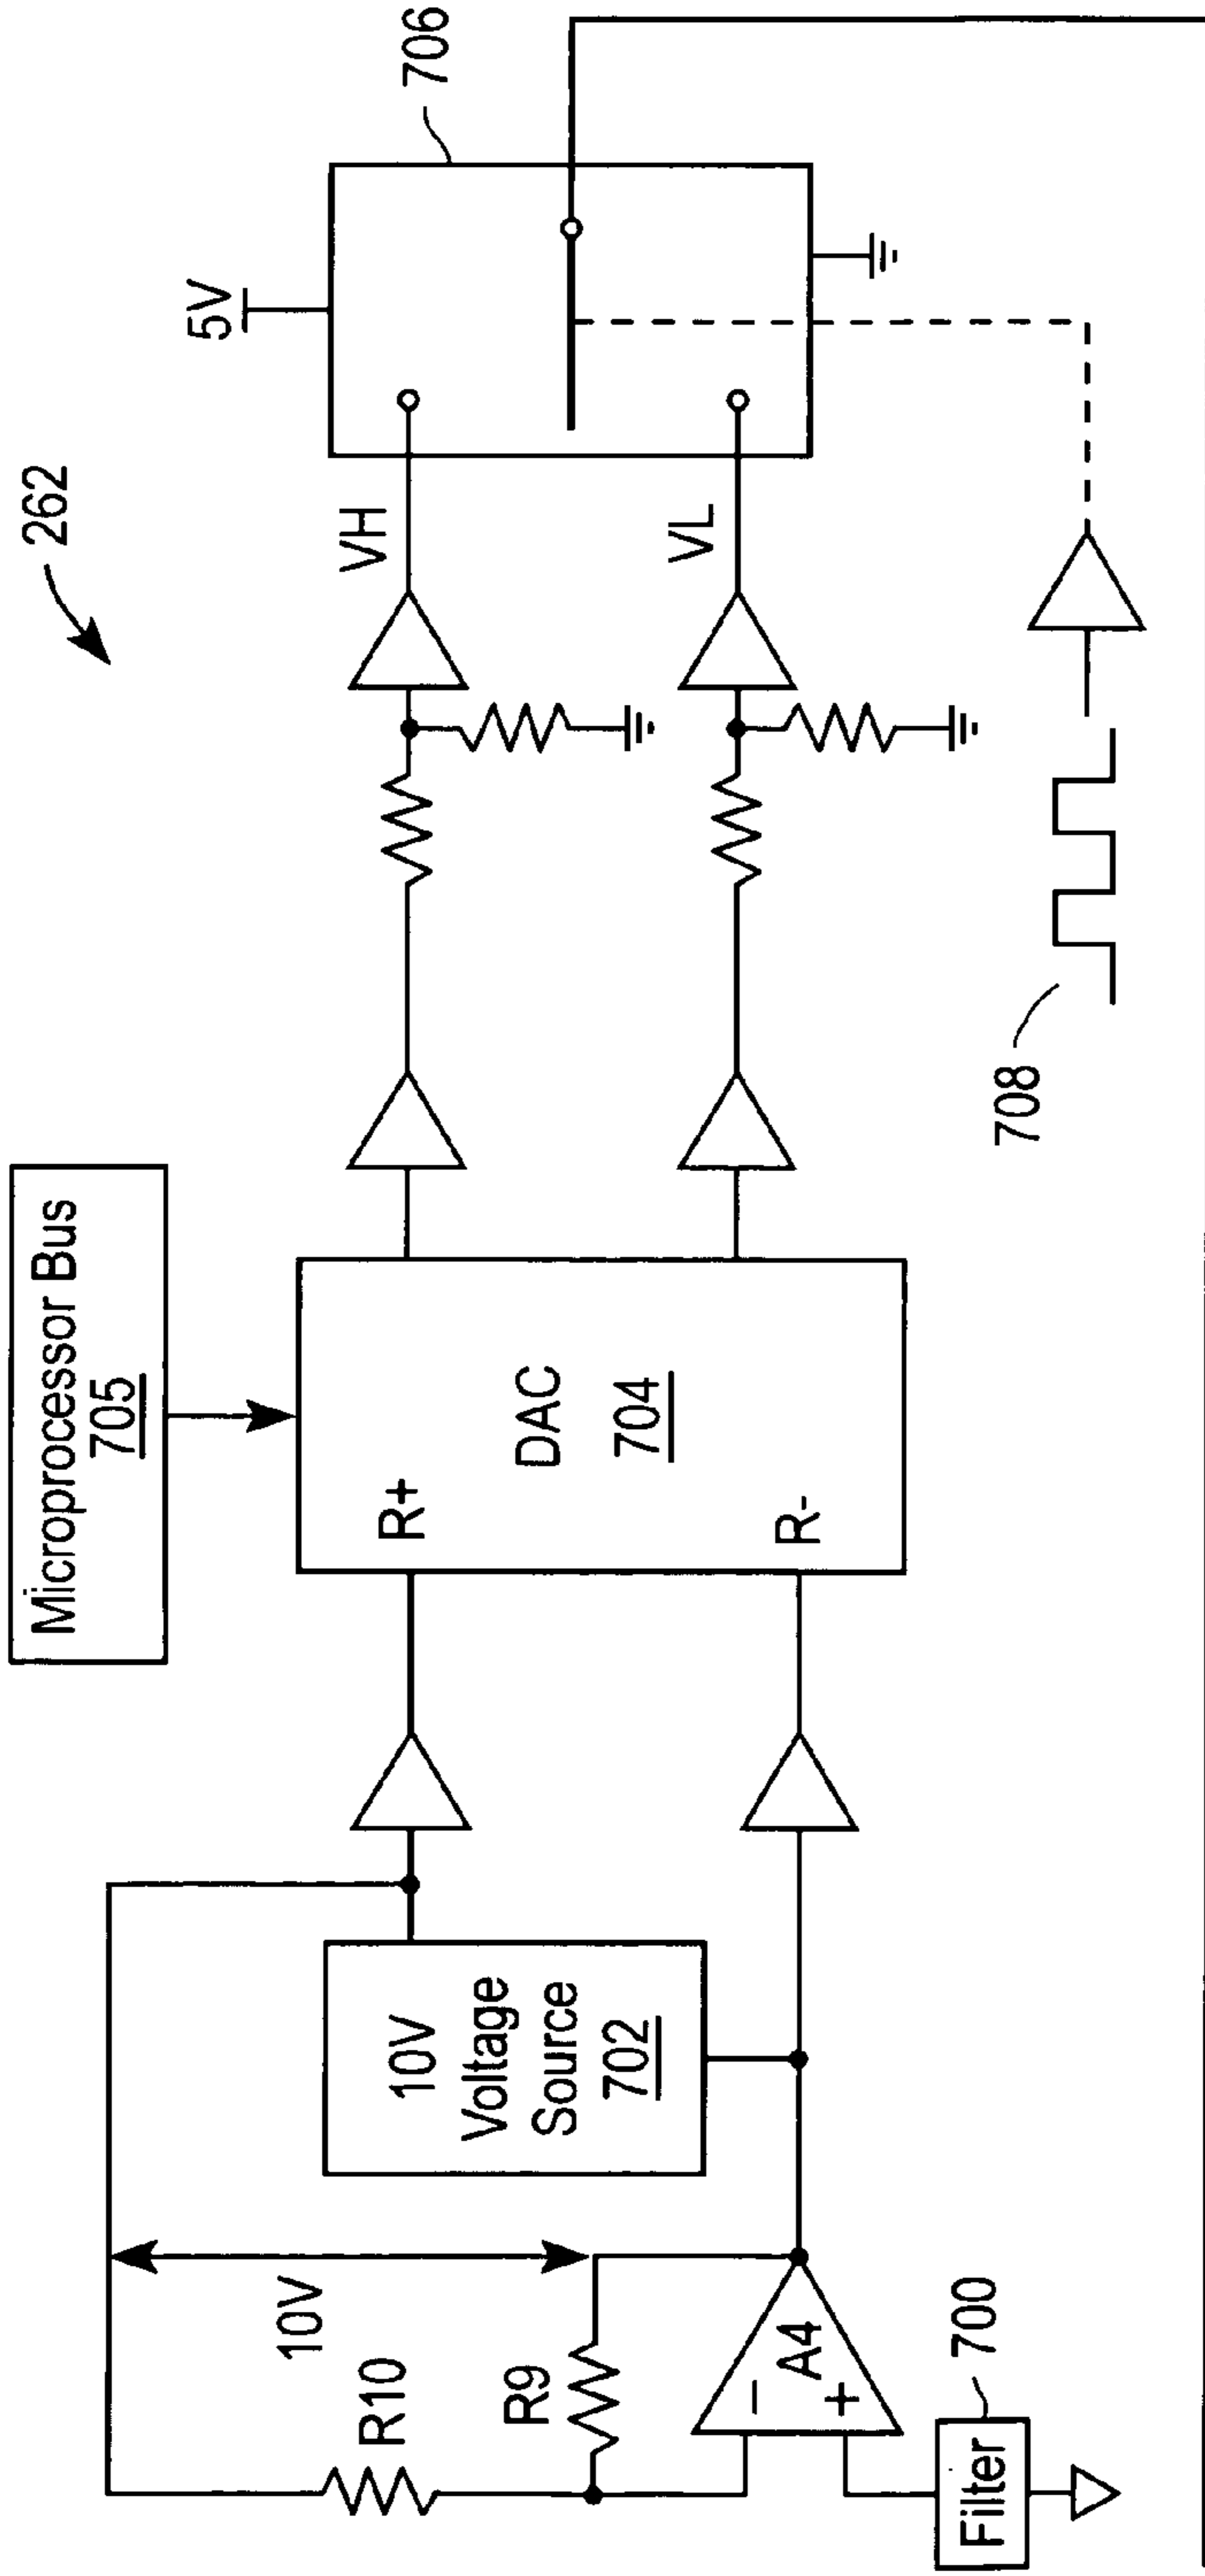 262
Microprocessor Bus
705
10V
R10
R9
A4
−
+
Filter
700
10V
Voltage
Source
702
R+
R-
DAC
704
VH
VL
5V
706
708